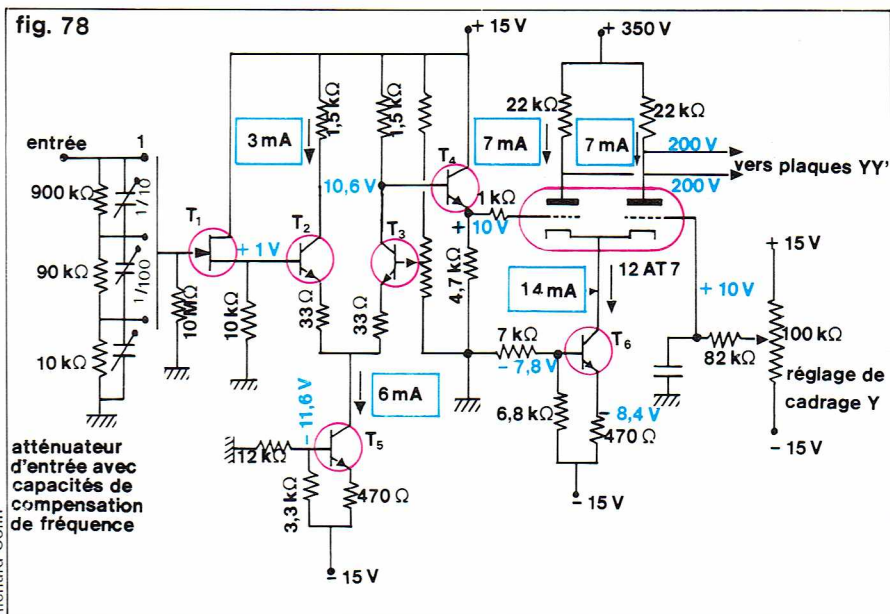 fig. 78
+ 15 V
+ 350 V
entrée
1
3 mA
1,5 kΩ
1,5 kΩ
22 kΩ
22 kΩ
7 mA
7 mA
200 V
vers plaques YY'
200 V
900 kΩ
1/10
T4
10,6 V
1 kΩ
T1
T2
T3
+ 1 V
+ 10 V
12 AT 7
+ 15 V
90 kΩ
1/100
10 MΩ
10 kΩ
33 Ω
33 Ω
4,7 kΩ
14 mA
+ 10 V
T6
7 kΩ
100 kΩ
82 kΩ
10 kΩ
- 7,8 V
6 mA
réglage de
cadrage Y
- 11,6 V
6,8 kΩ
- 8,4 V
470 Ω
T5
- 15 V
atténuateur
d'entrée avec
capacités de
compensation
de fréquence
12 kΩ
3,3 kΩ
470 Ω
- 15 V
- 15 V